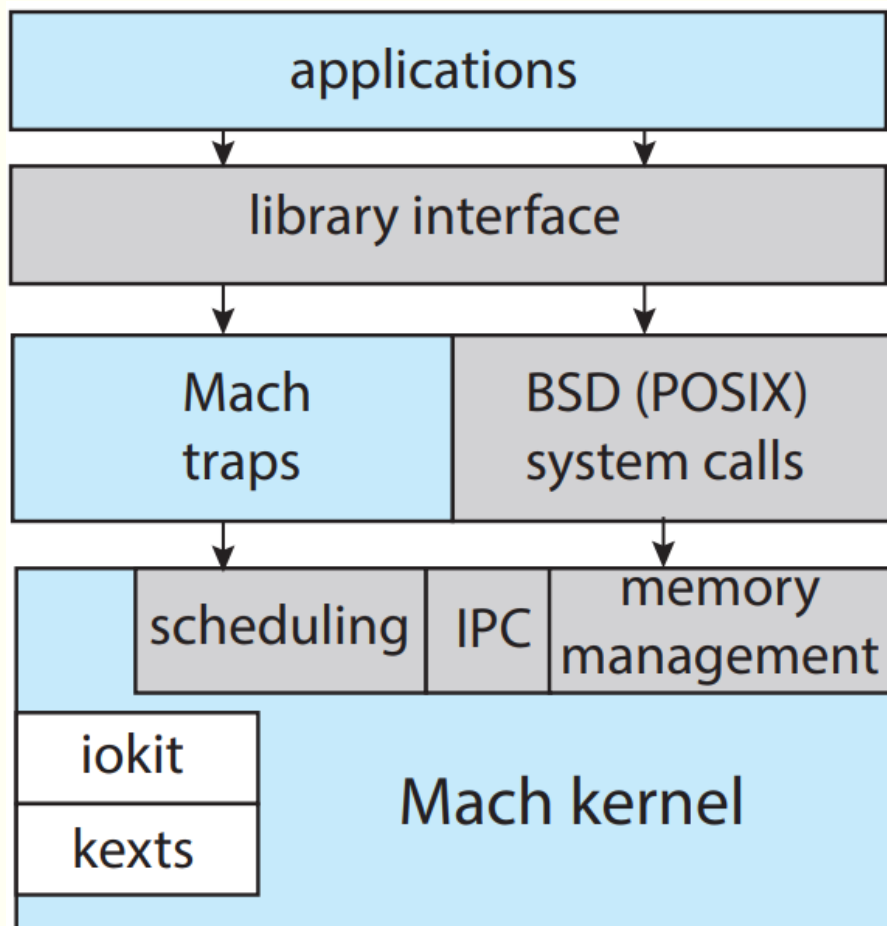 applications
library interface
Mach
traps
BSD (POSIX)
system calls
scheduling
IPC
memory
management
iokit
kexts
Mach kernel